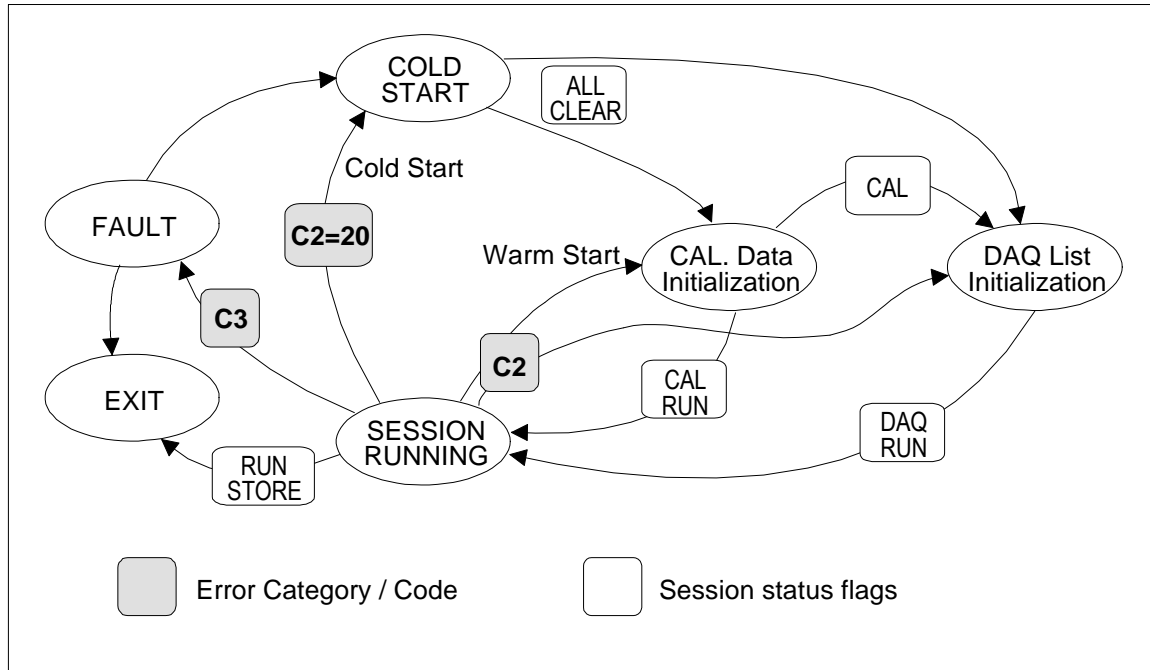 COLD
START
ALL
CLEAR
Cold Start
CAL
FAULT
C2=20
Warm Start
CAL. Data
Initialization
DAQ List
Initialization
C3
C2
EXIT
CAL
RUN
SESSION
RUNNING
DAQ
RUN
RUN
STORE
Error Category / Code
Session status flags